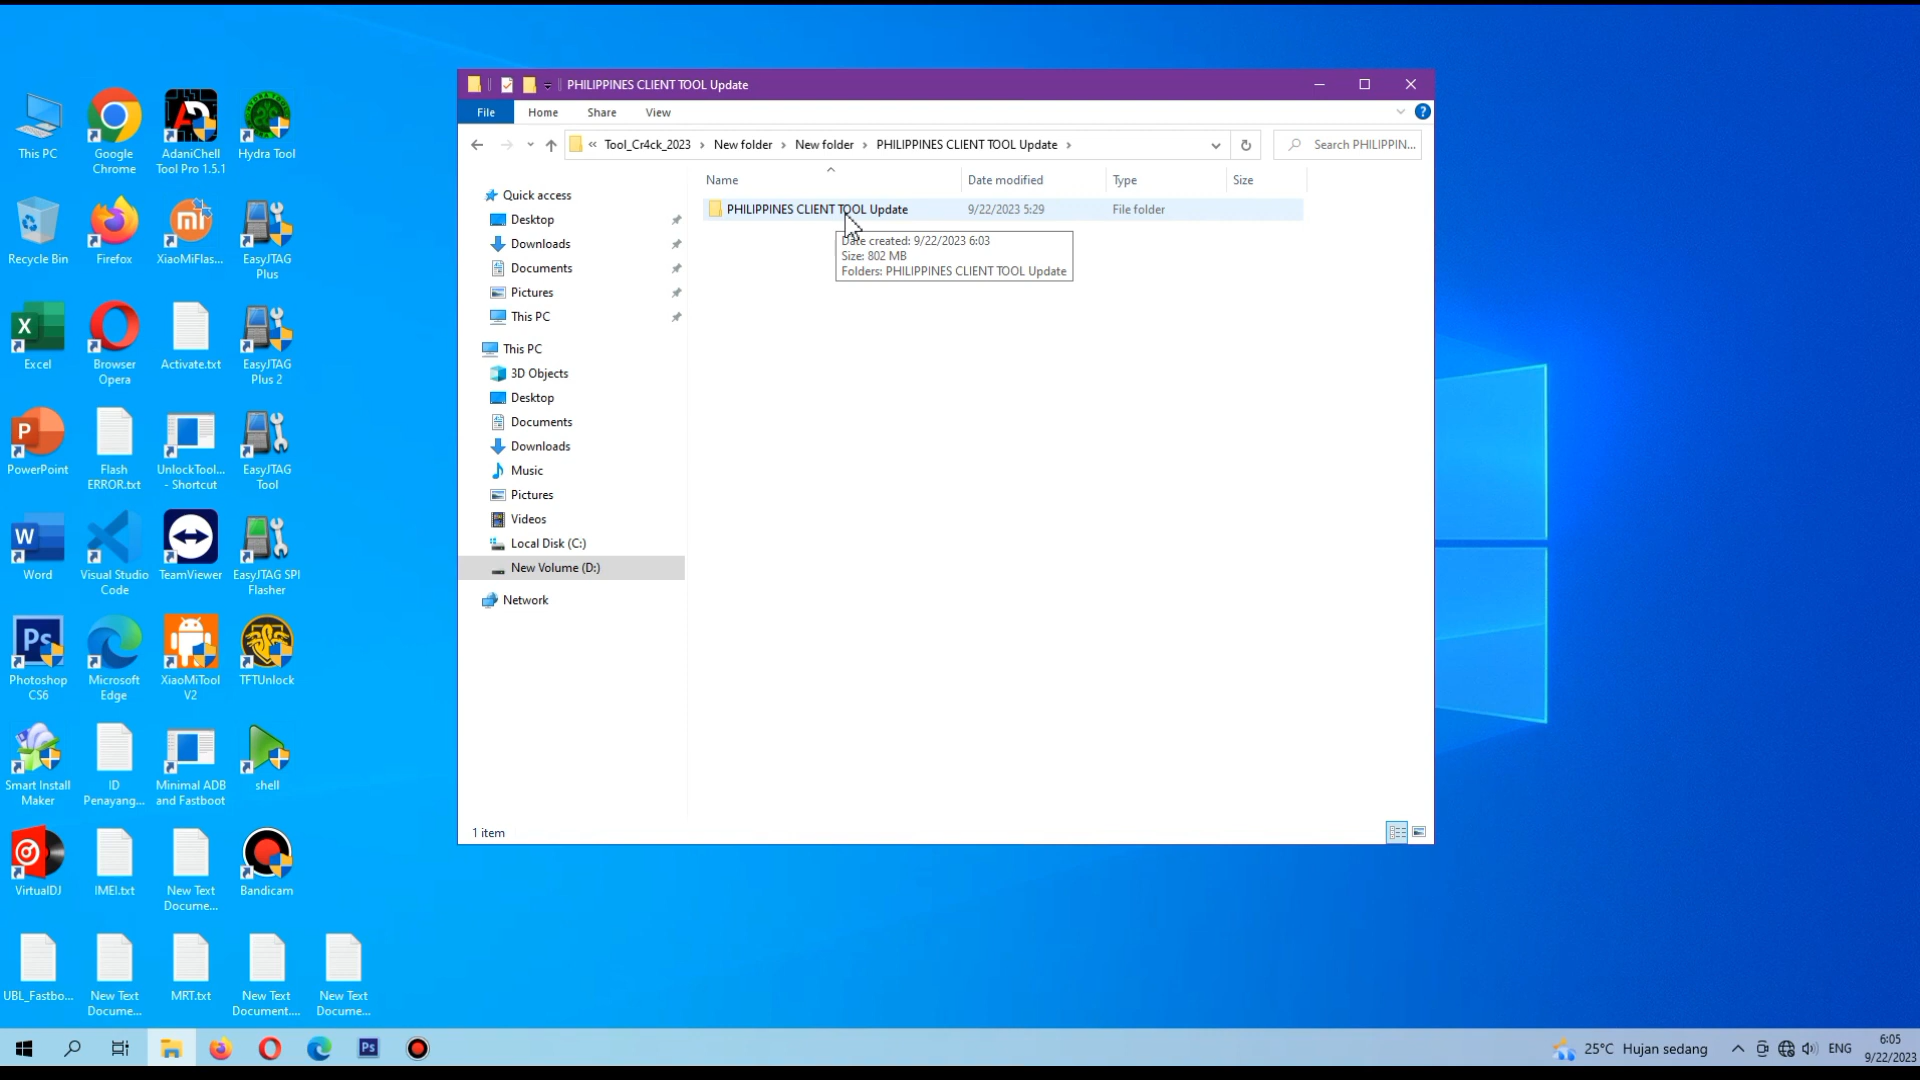 PHILIPPINES CLIENT TOOL Update
File Home Share View
Tool_Cr4ck_2023 New folder New folder PHILIPPINES CLIENT TOOL Update
Search PHILIPPIN...
Name Date modified Type Size
PHILIPPINES CLIENT TOOL Update 9/22/2023 5:29 File folder
Date created: 9/22/2023 6:03
Size: 802 MB
Folders: PHILIPPINES CLIENT TOOL Update
Quick access
Desktop
Downloads
Documents
Pictures
This PC
This PC
3D Objects
Desktop
Documents
Downloads
Music
Pictures
Videos
Local Disk (C:)
New Volume (D:)
Network
1 item
This PC
Google
Chrome
AdaniChell
Tool Pro 1.5.1
Hydra Tool
Recycle Bin
Firefox
XiaoMiFlas...
EasyJTAG
Plus
Excel
Browser
Opera
Activate.txt
EasyJTAG
Plus 2
PowerPoint
Flash
ERROR.txt
UnlockTool...
- Shortcut
EasyJTAG
Tool
Word
Visual Studio
Code
TeamViewer
EasyJTAG SPI
Flasher
Photoshop
CS6
Microsoft
Edge
XiaoMiTool
V2
TFTUnlock
Smart Install
Maker
ID
Penayang...
Minimal ADB
and Fastboot
shell
VirtualDJ
IMEI.txt
New Text
Docume...
Bandicam
UBL_Fastbo...
New Text
Docume...
MRT.txt
New Text
Document....
New Text
Docume...
25°C Hujan sedang
ENG
6:05
9/22/2023